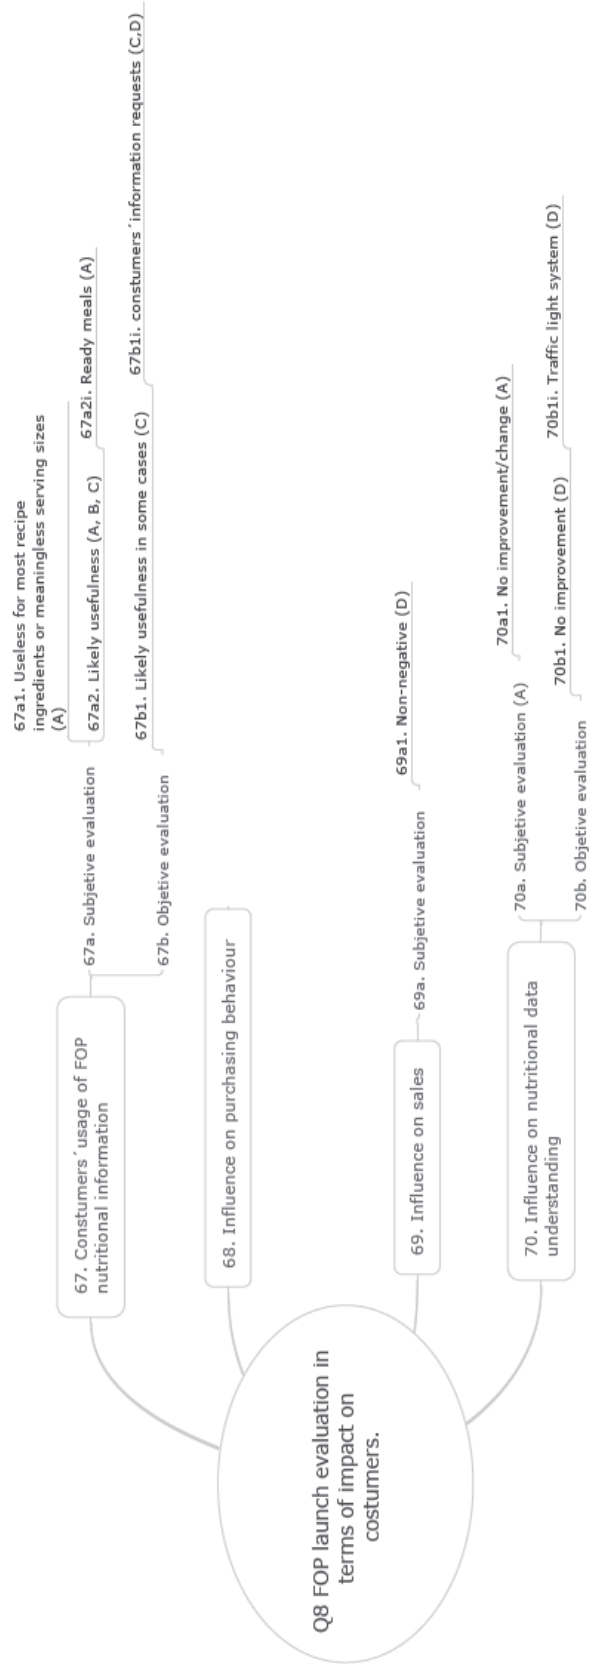 Q8 FOP launch evaluation in
terms of impact on
costumers.
67. Constumers´usage of FOP
nutritional information
67a. Subjetive evaluation
67a1. Useless for most recipe
ingredients or meaningless serving sizes
(A)
67a2. Likely usefulness (A, B, C)
67a2i. Ready meals (A)
67b. Objetive evaluation
67b1. Likely usefulness in some cases (C)
67b1i. constumers´information requests (C,D)
68. Influence on purchasing behaviour
69. Influence on sales
69a. Subjetive evaluation
69a1. Non-negative (D)
70. Influence on nutritional data
understanding
70a. Subjetive evaluation (A)
70a1. No improvement/change (A)
70b. Objetive evaluation
70b1. No improvement (D)
70b1i. Traffic light system (D)